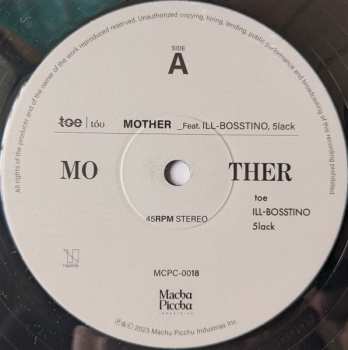 All rights of the producer and of the owner of the work reproduced reserved. Unauthorized copying, hiring, lending, public performance and broadcasting of this recording prohibited.
SIDE
A
toe | tóʊ MOTHER _Feat. ILL-BOSSTINO, 5lack
MO THER
toe
ILL-BOSSTINO
5lack
45RPM STEREO
MCPC-0018
Machu
Picchu
INDUSTRIAS
℗&© 2023 Machu Picchu Industrias Inc.